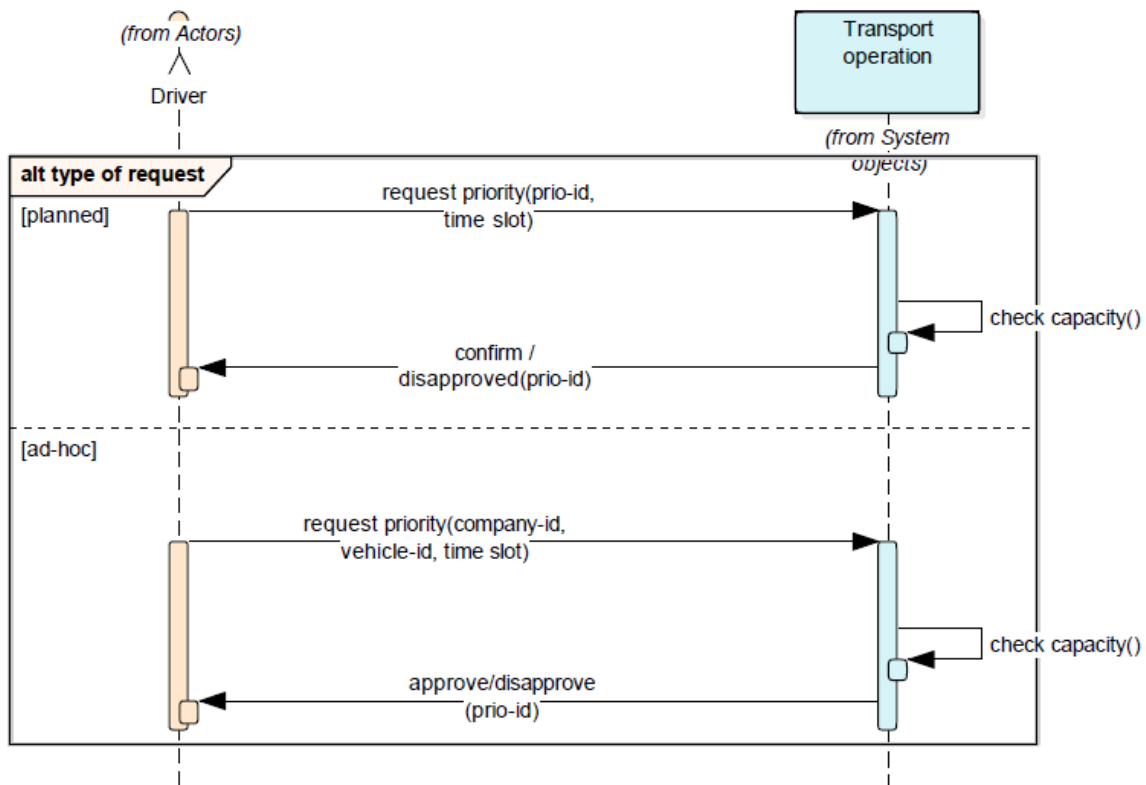 (from Actors)
Driver
Transport
operation
(from System
objects)
alt type of request
[planned]
request priority(prio-id,
time slot)
check capacity()
confirm /
disapproved(prio-id)
[ad-hoc]
request priority(company-id,
vehicle-id, time slot)
check capacity()
approve/disapprove
(prio-id)